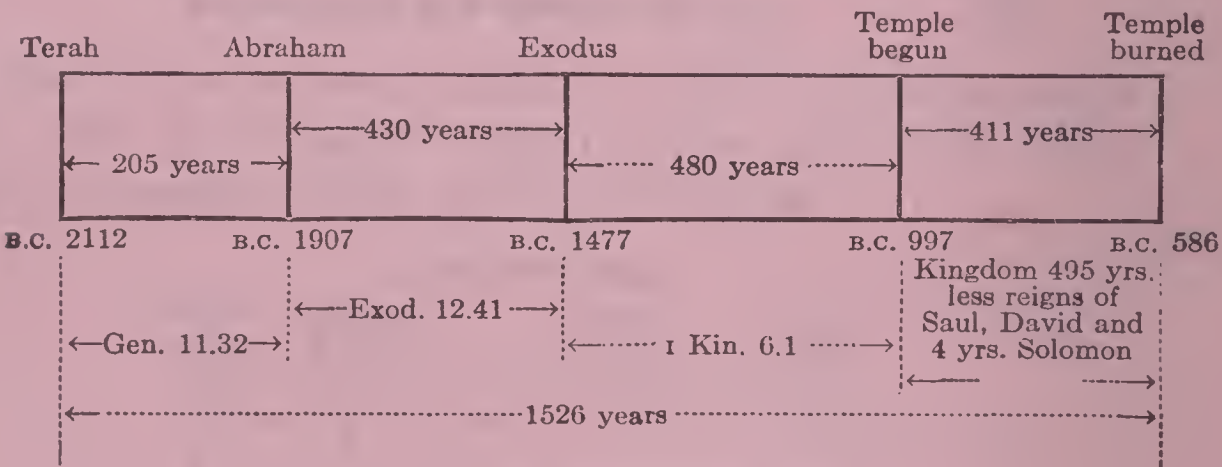 Terah Abraham Exodus Temple begun Temple burned
430 years 411 years
205 years 480 years
B.C. 2112 B.C. 1907 B.C. 1477 B.C. 997 B.C. 586
Kingdom 495 yrs.
less reigns of
Saul, David and
4 yrs. Solomon
Exod. 12.41
Gen. 11.32 I Kin. 6.1
1526 years